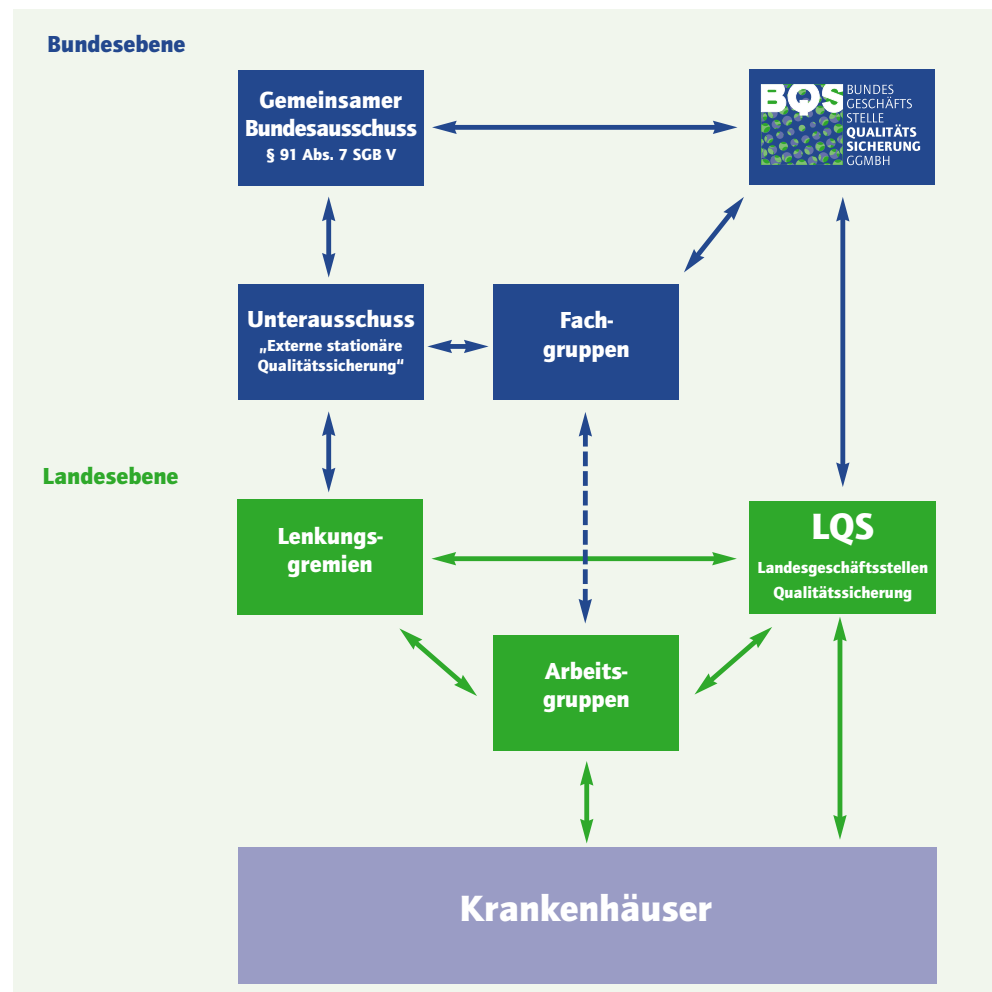 Bundesebene
Gemeinsamer
Bundesausschuss
§ 91 Abs. 7 SGB V
BQS
BUNDES
GESCHÄFTS
STELLE
QUALITÄTS
SICHERUNG
GGMBH
Unterausschuss
„Externe stationäre
Qualitätssicherung“
Fach-
gruppen
Landesebene
Lenkungs-
gremien
LQS
Landesgeschäftsstellen
Qualitätssicherung
Arbeits-
gruppen
Krankenhäuser